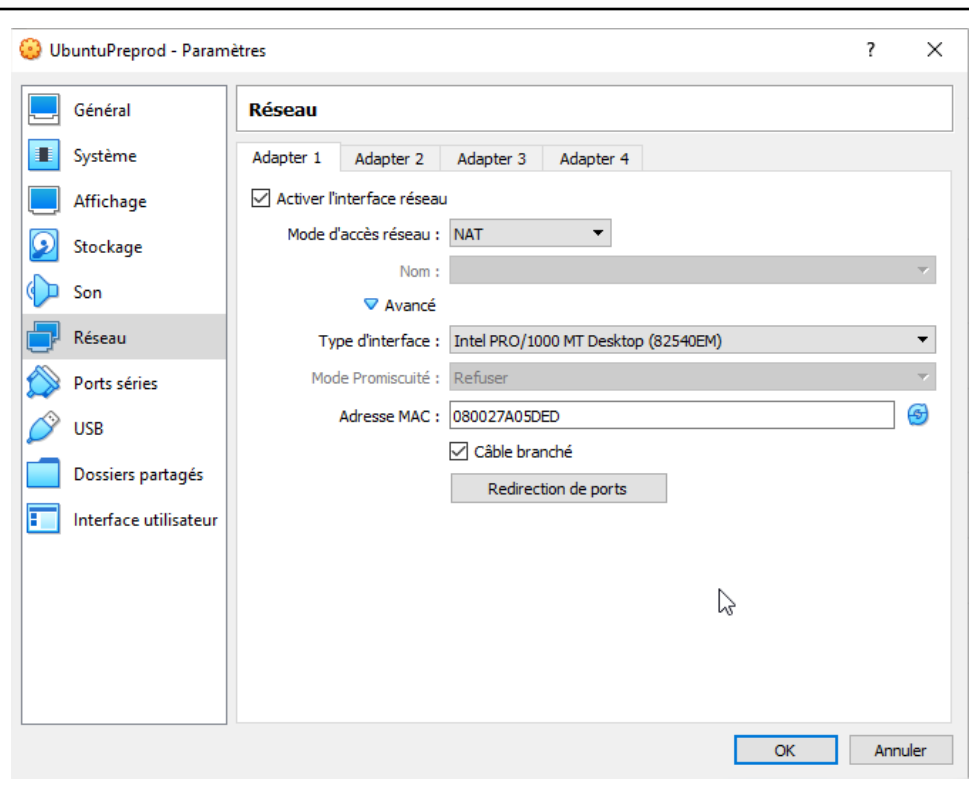 UbuntuPreprod - Paramètres
?
Général
Système
Affichage
Stockage
Son
Réseau
Ports séries
USB
Dossiers partagés
Interface utilisateur
Réseau
Adapter 1 Adapter 2 Adapter 3 Adapter 4
Activer l'interface réseau
Mode d'accès réseau : NAT
Nom :
Avancé
Type d'interface : Intel PRO/1000 MT Desktop (82540EM)
Mode Promiscuité : Refuser
Adresse MAC : 080027A05DED
Câble branché
Redirection de ports
OK Annuler